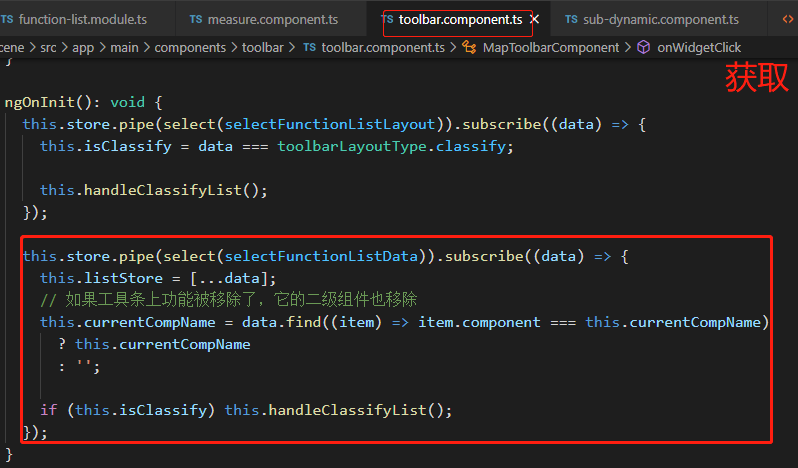 TS function-list.module.ts TS measure.component.ts TS toolbar.component.ts × TS sub-dynamic.component.ts <>
cene > src > app > main > components > toolbar > TS toolbar.component.ts > MapToolbarComponent > onWidgetClick
}
获取
ngOnInit(): void {
this.store.pipe(select(selectFunctionListLayout)).subscribe((data) => {
this.isClassify = data === toolbarLayoutType.classify;
this.handleClassifyList();
});
this.store.pipe(select(selectFunctionListData)).subscribe((data) => {
this.listStore = [...data];
// 如果工具条上功能被移除了，它的二级组件也移除
this.currentCompName = data.find((item) => item.component === this.currentCompName)
? this.currentCompName
: '';
if (this.isClassify) this.handleClassifyList();
});
}